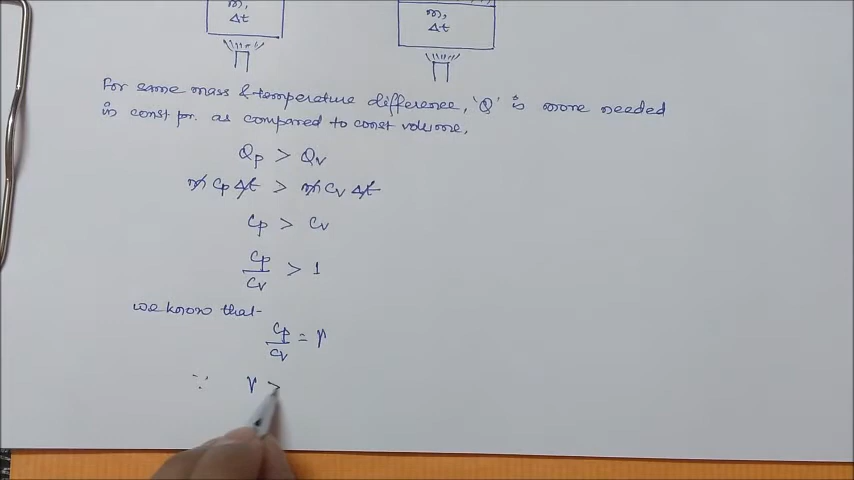 m,
Δt
m,
Δt
For same mass & temperature difference, 'Q' is more needed
in const pr. as compared to const volume,
Qp > Qv
m Cp Δt > m Cv Δt
Cp > Cv
Cp/Cv > 1
we know that-
Cp/Cv = γ
∵ γ >